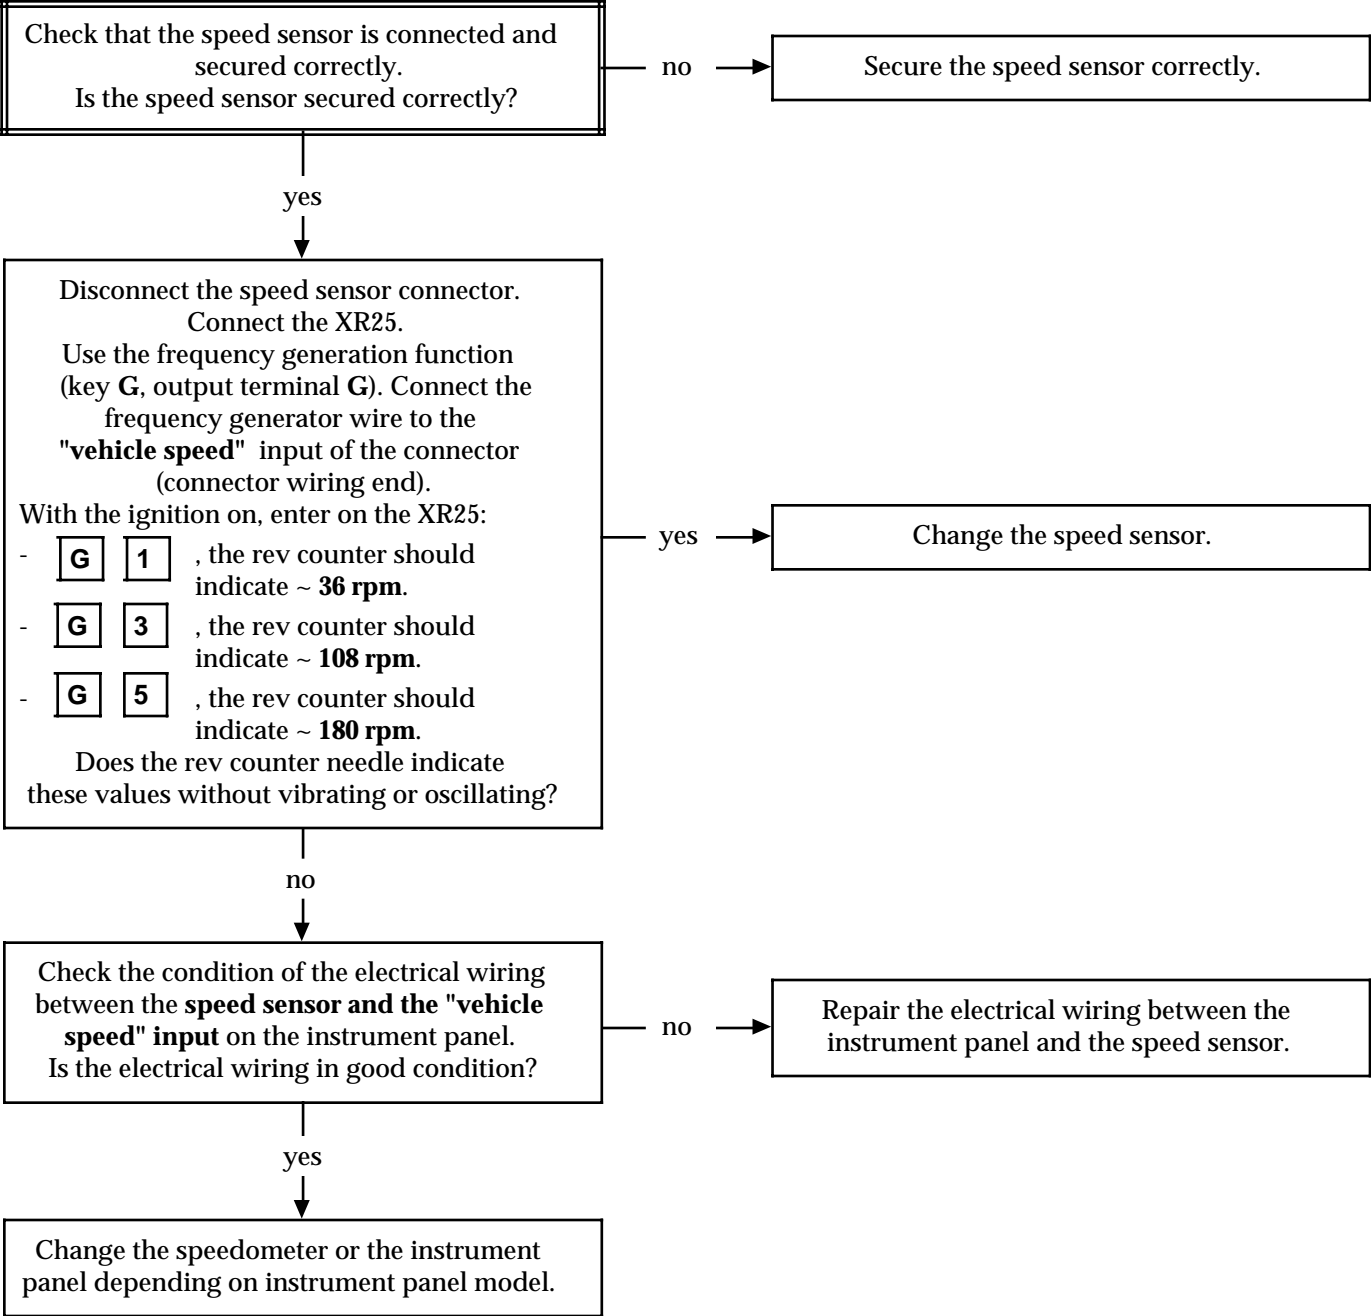 Check that the speed sensor is connected and
secured correctly.
Is the speed sensor secured correctly?
no
Secure the speed sensor correctly.
yes
Disconnect the speed sensor connector.
Connect the XR25.
Use the frequency generation function
(key G, output terminal G). Connect the
frequency generator wire to the
"vehicle speed" input of the connector
(connector wiring end).
With the ignition on, enter on the XR25:
- G 1 , the rev counter should
indicate ~ 36 rpm.
- G 3 , the rev counter should
indicate ~ 108 rpm.
- G 5 , the rev counter should
indicate ~ 180 rpm.
Does the rev counter needle indicate
these values without vibrating or oscillating?
yes
Change the speed sensor.
no
Check the condition of the electrical wiring
between the speed sensor and the "vehicle
speed" input on the instrument panel.
Is the electrical wiring in good condition?
no
Repair the electrical wiring between the
instrument panel and the speed sensor.
yes
Change the speedometer or the instrument
panel depending on instrument panel model.